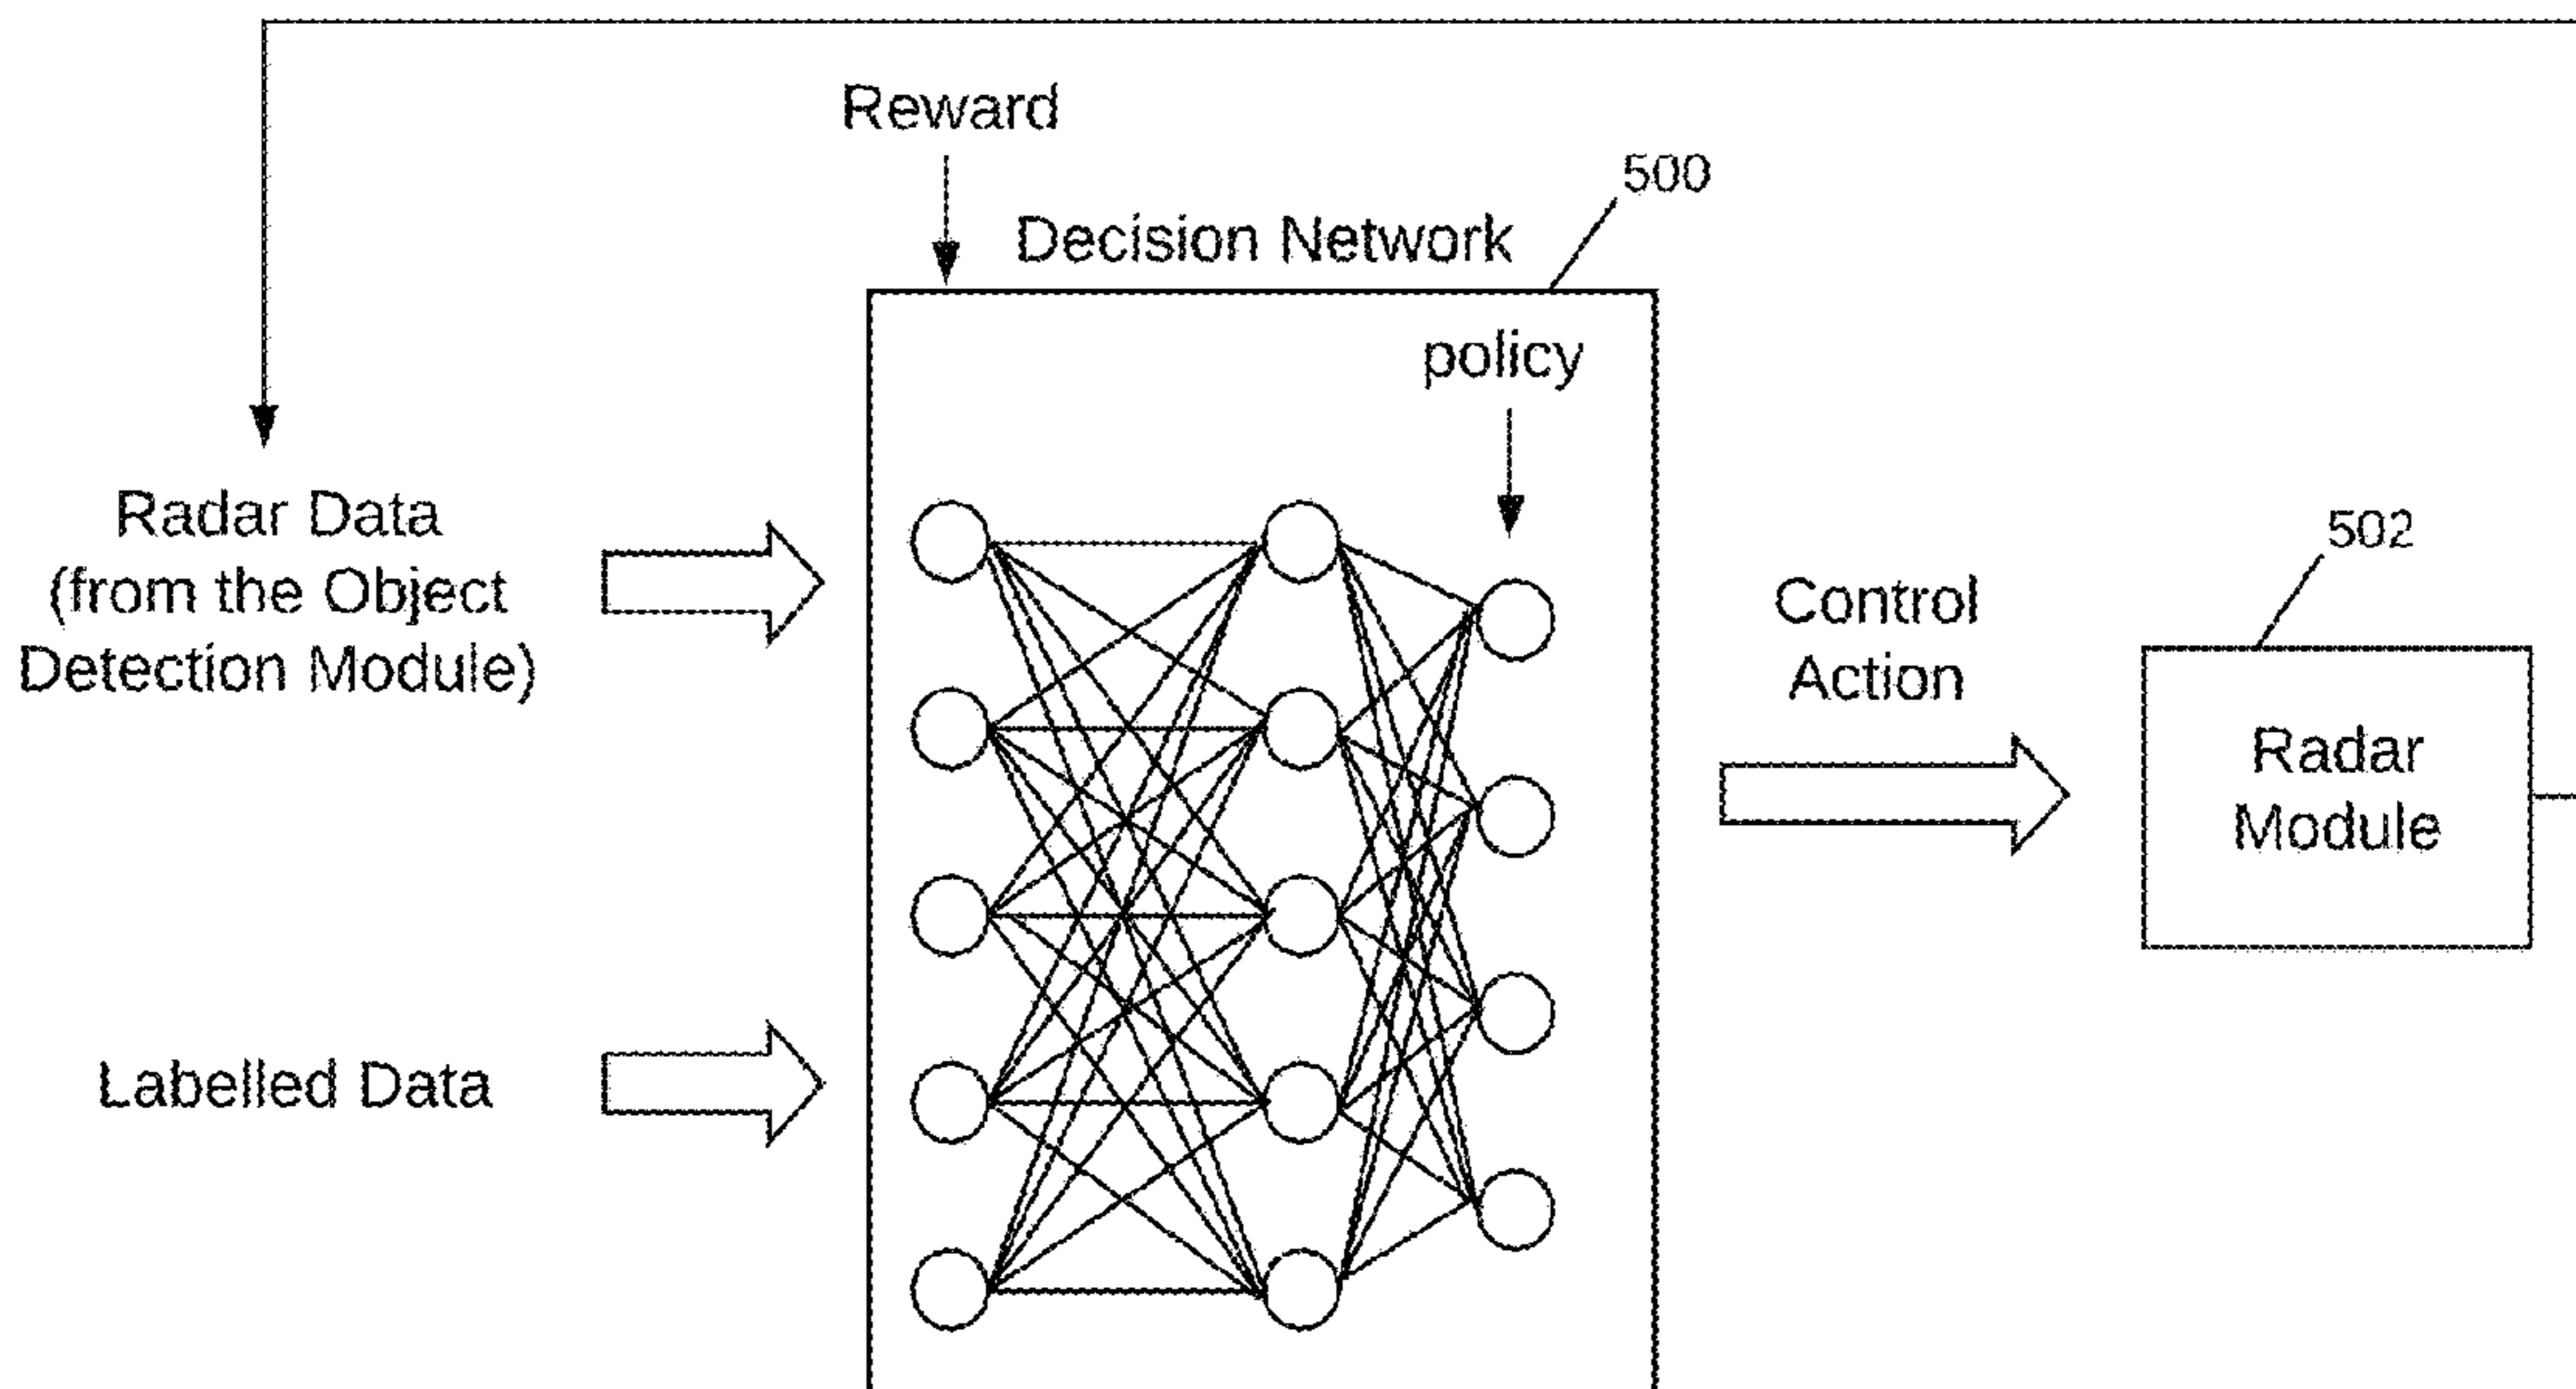 Reward
500
Decision Network
policy
Radar Data
(from the Object
Detection Module)
502
Control
Action
Radar
Module
Labelled Data